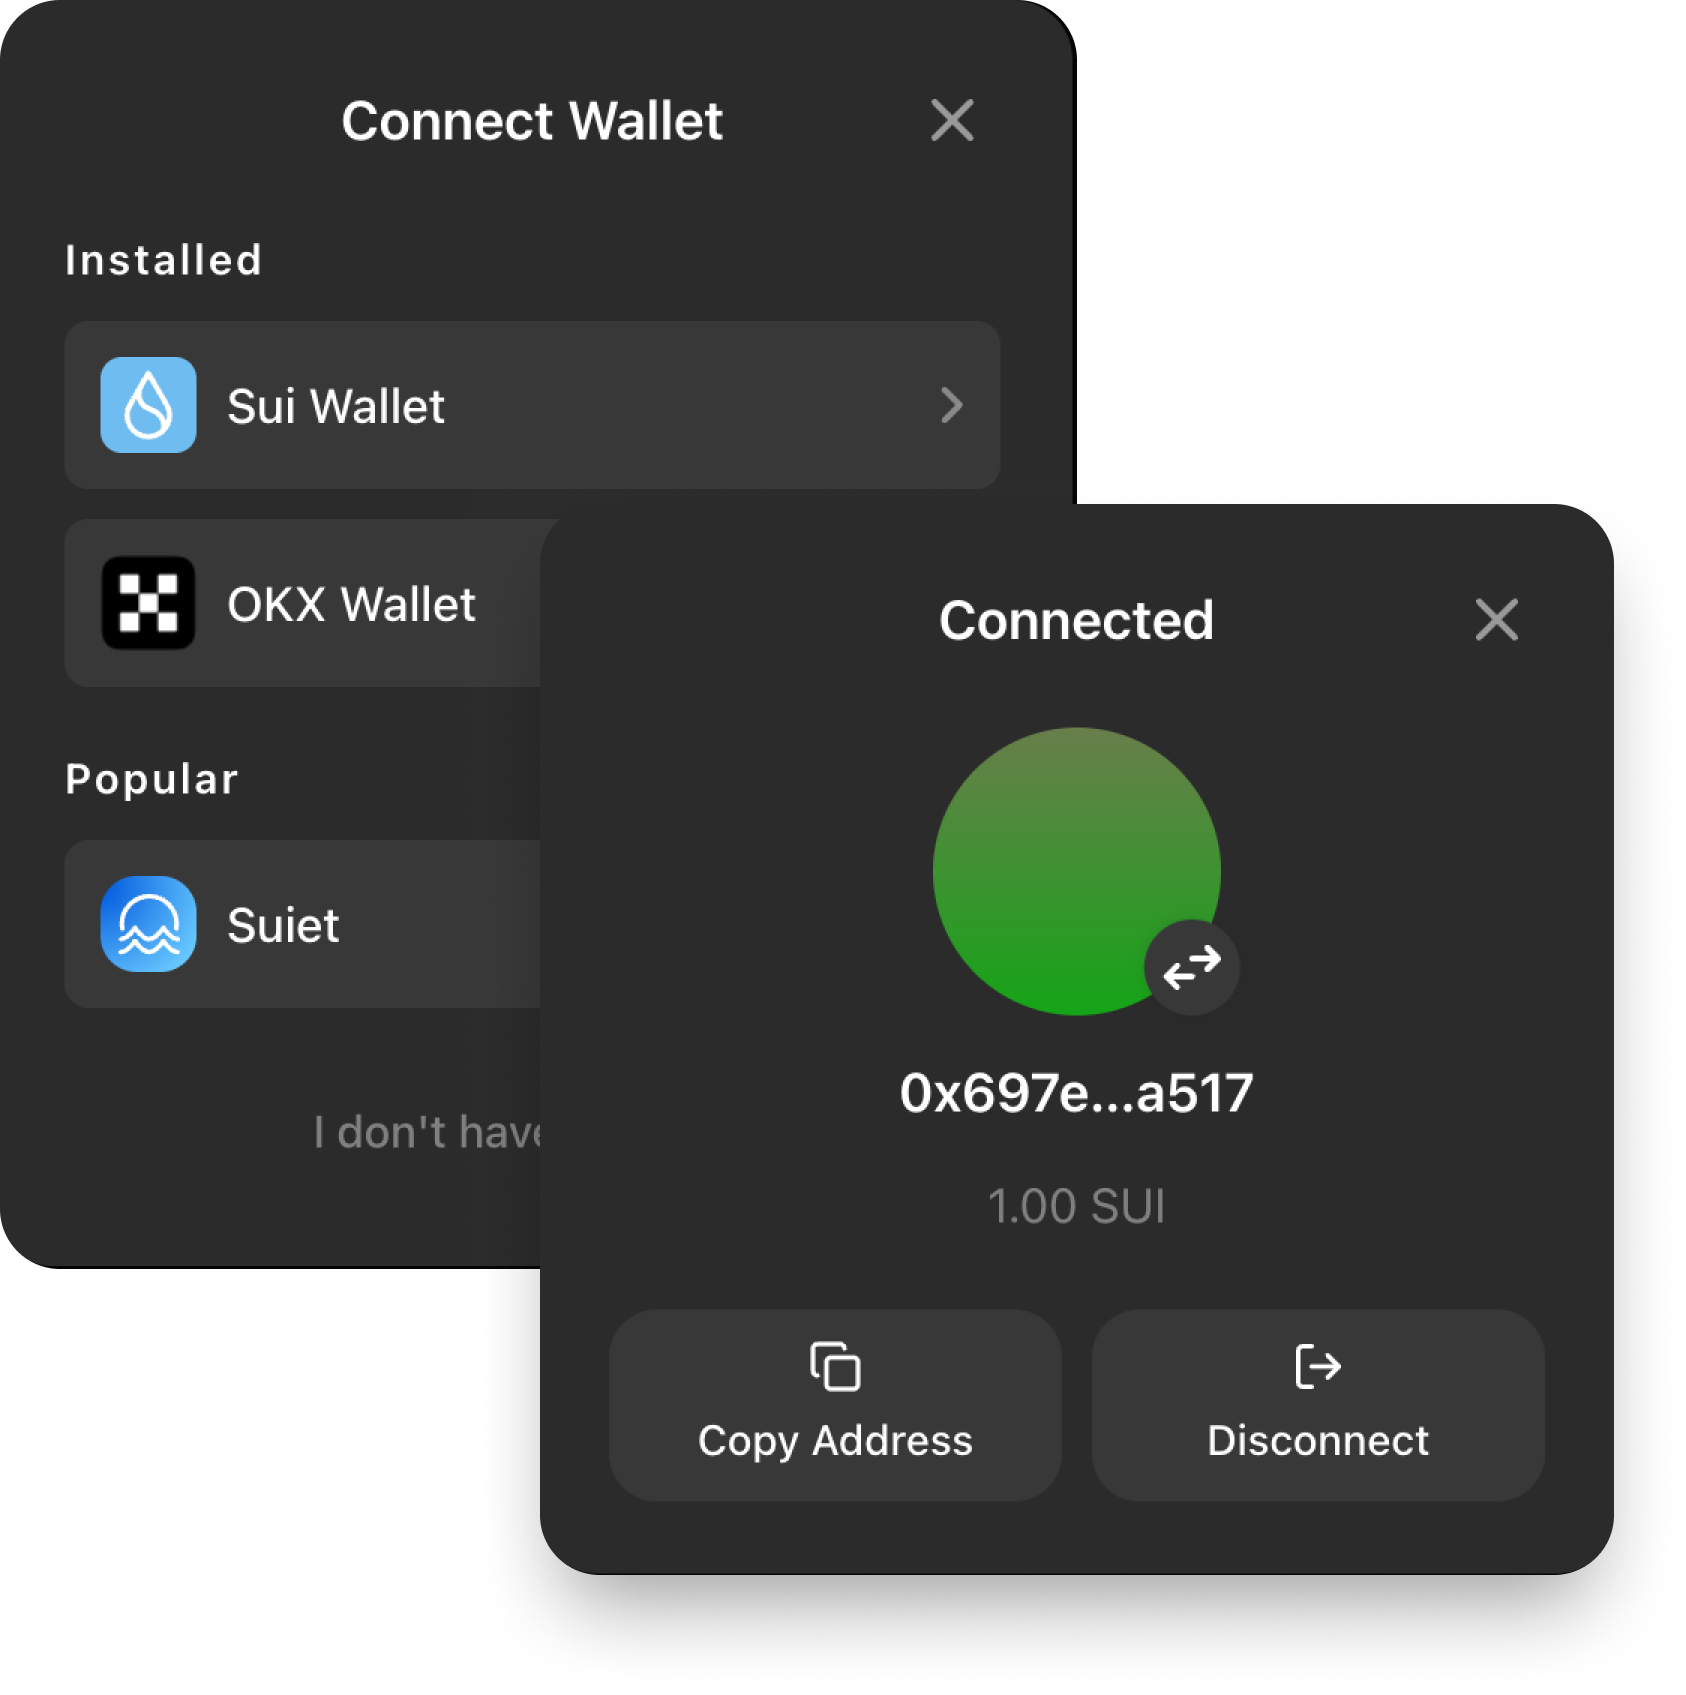 Connect Wallet
Installed
Sui Wallet
OKX Wallet
Popular
Suiet
I don't have
Connected
0x697e...a517
1.00 SUI
Copy Address
Disconnect